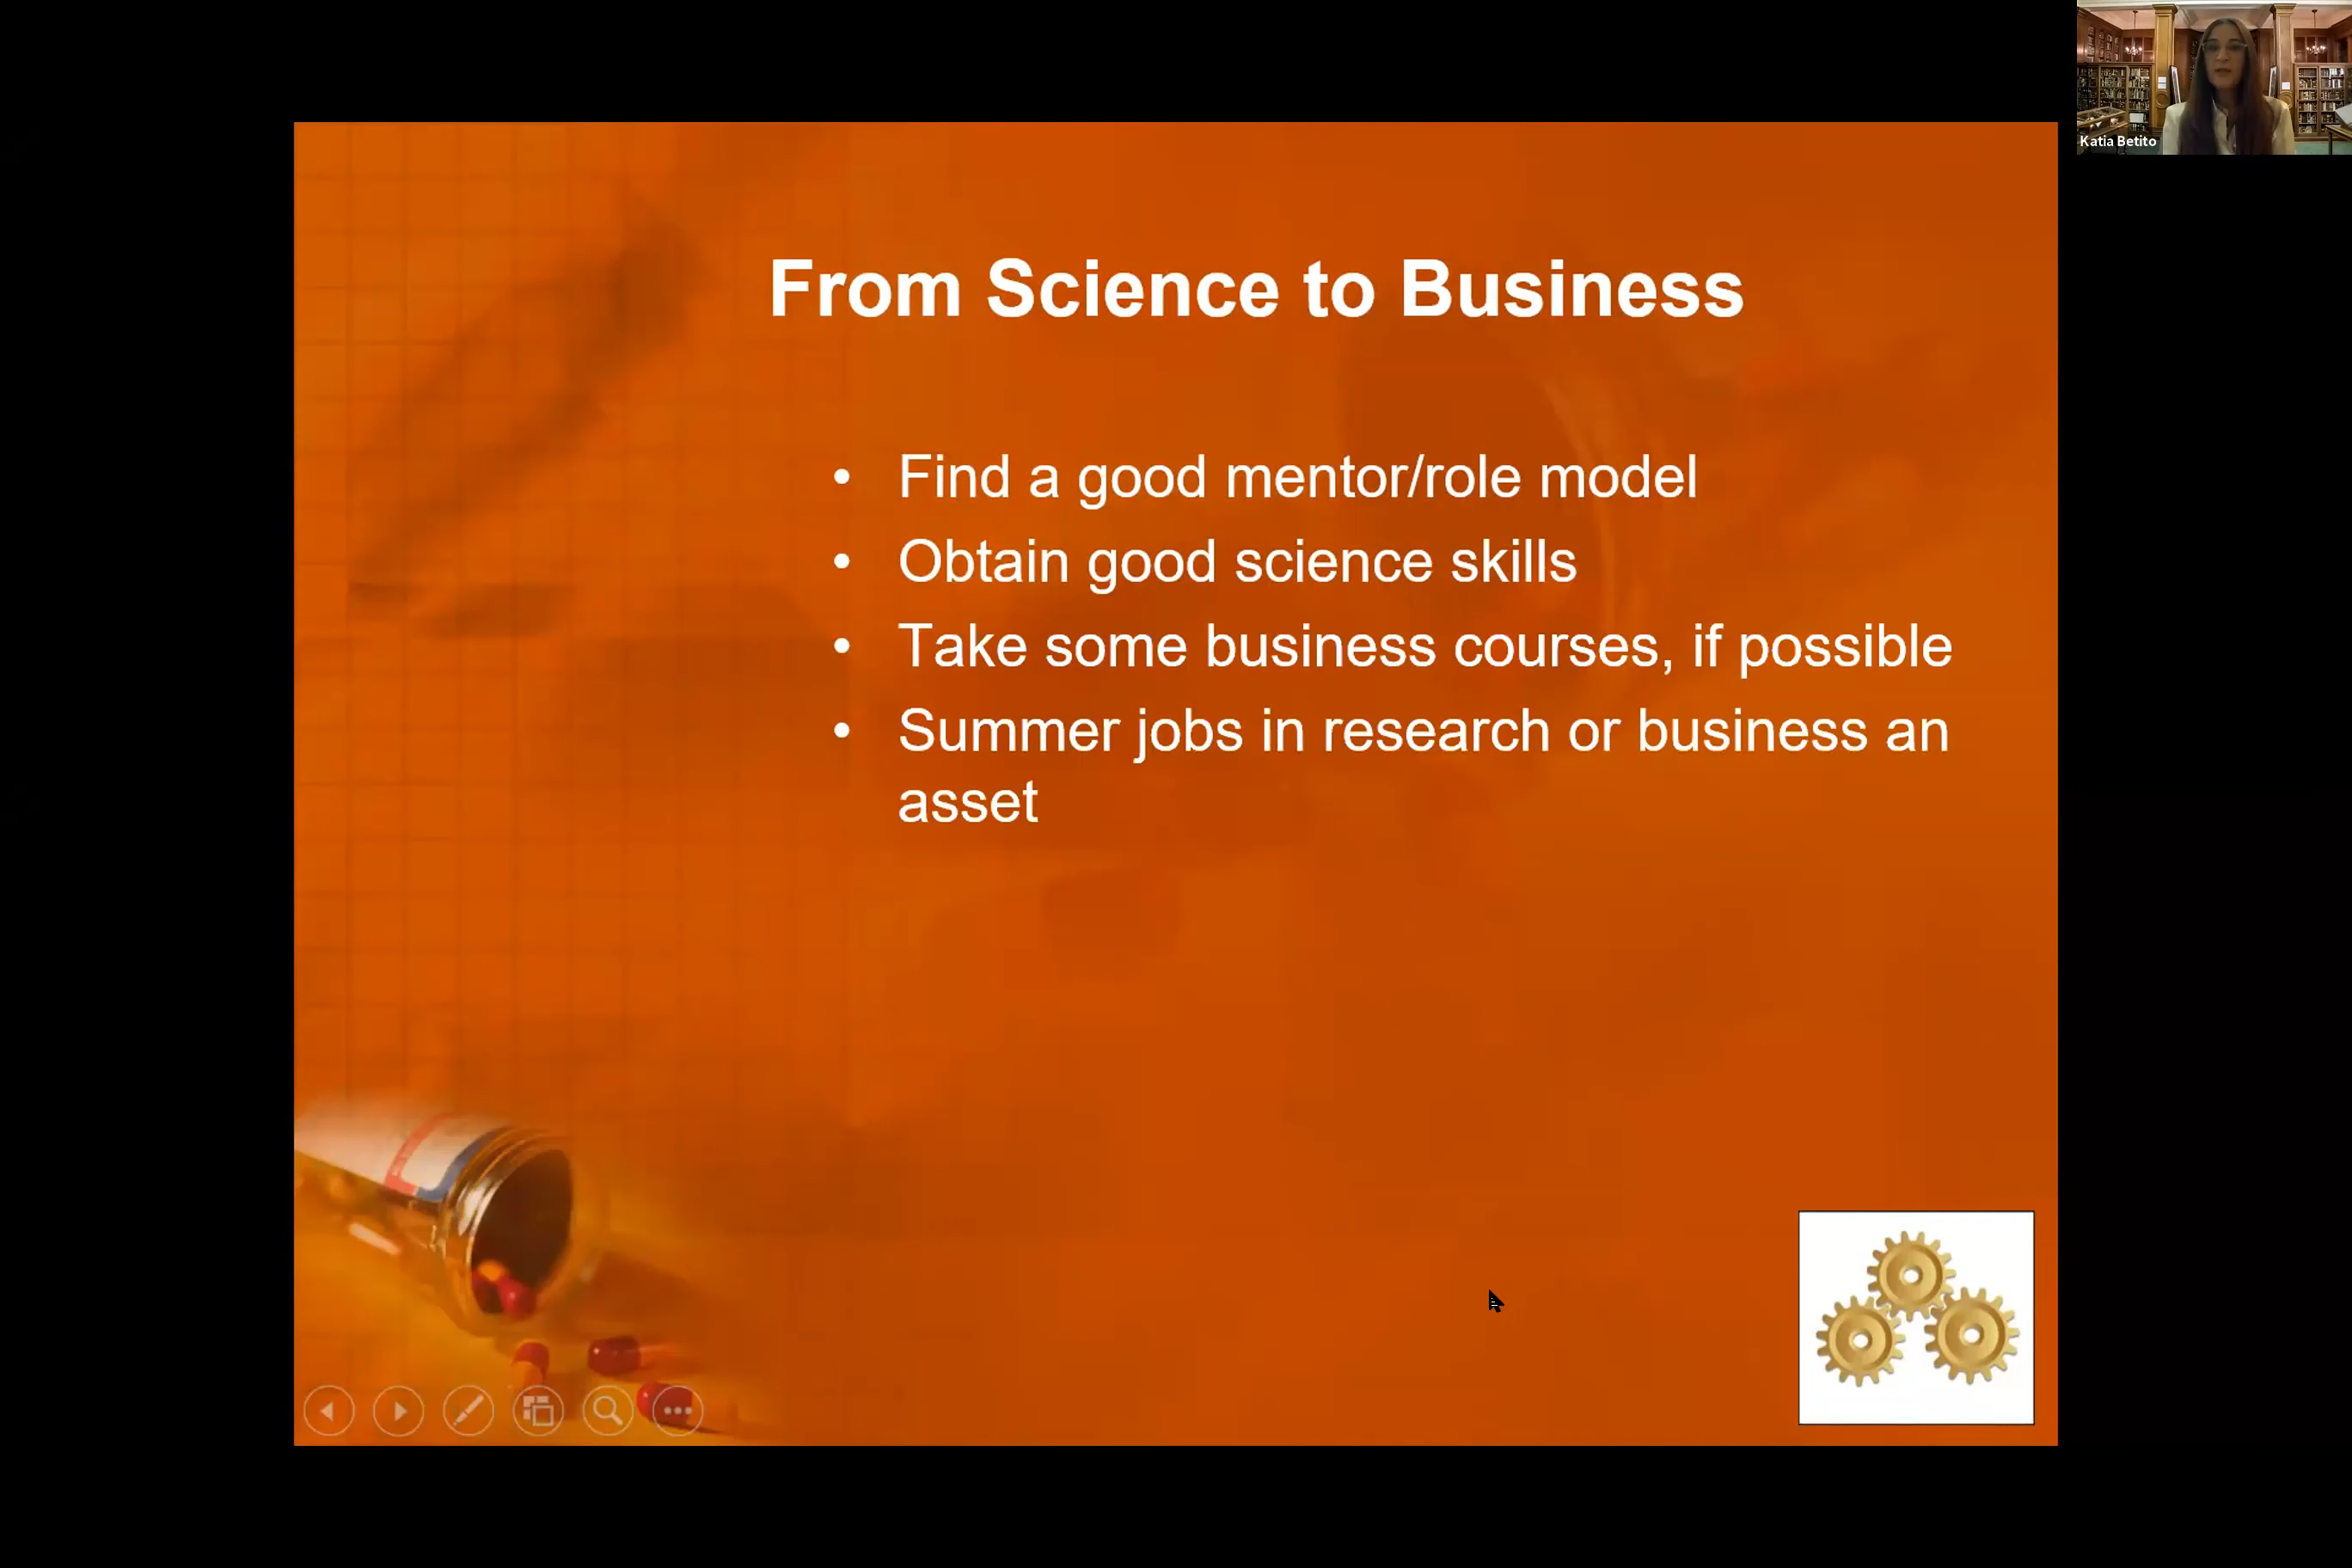 Katia Betito
From Science to Business
• Find a good mentor/role model
• Obtain good science skills
• Take some business courses, if possible
• Summer jobs in research or business an
asset